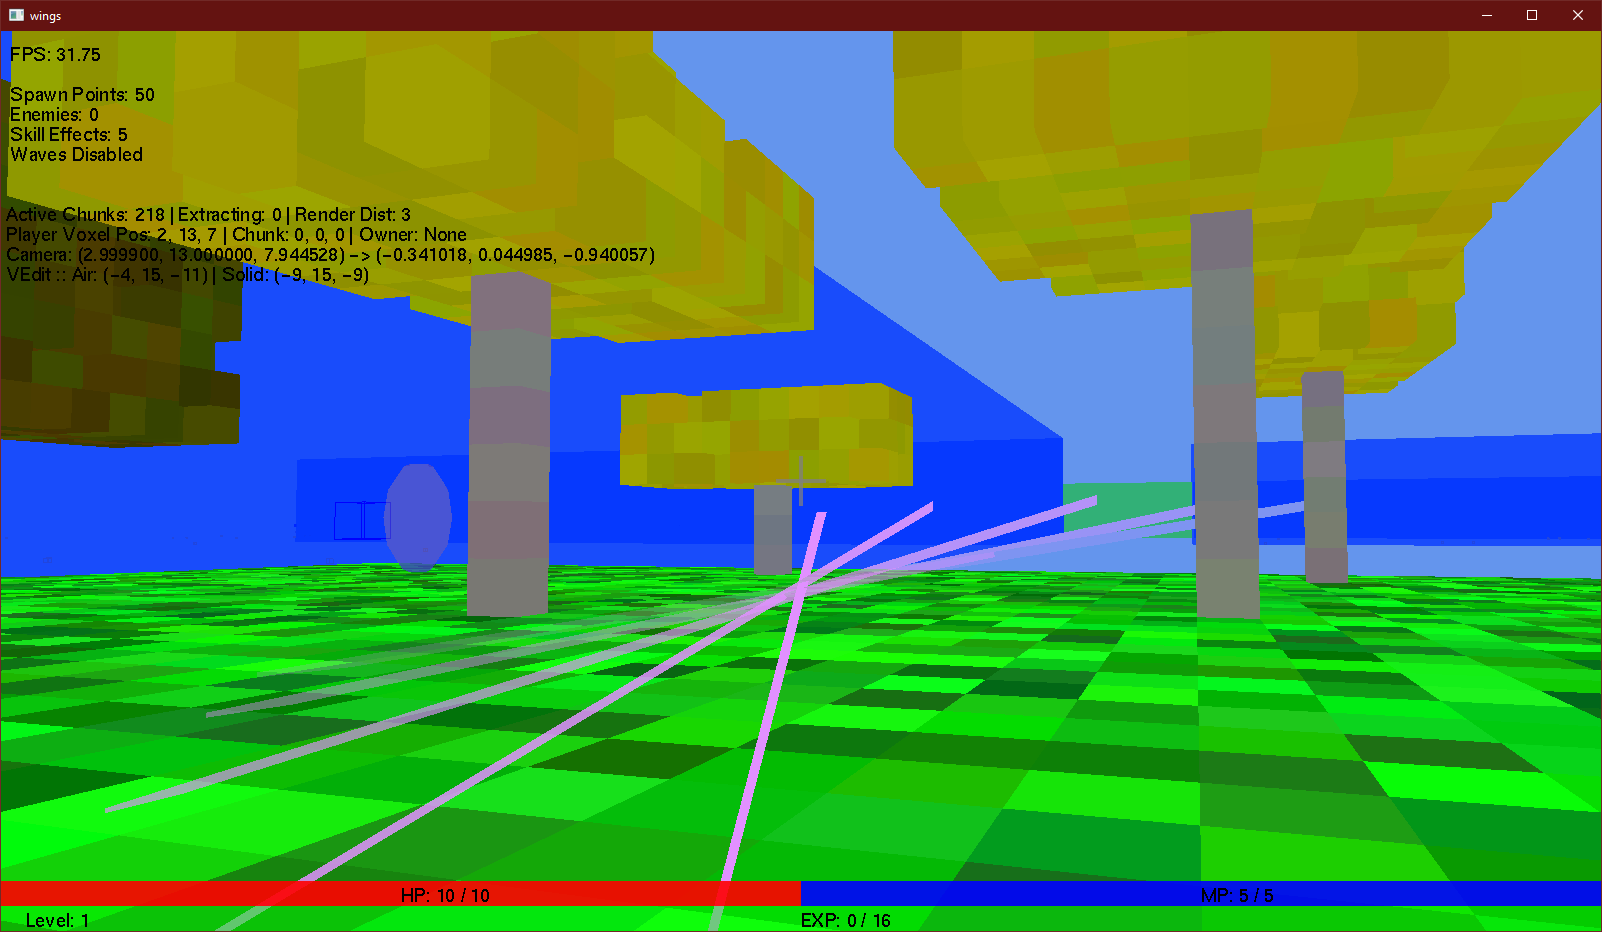 wings
FPS: 31.75
Spawn Points: 50
Enemies: 0
Skill Effects: 5
Waves Disabled
Active Chunks: 218 | Extracting: 0 | Render Dist: 3
Player Voxel Pos: 2, 13, 7 | Chunk: 0, 0, 0 | Owner: None
Camera: (2.999900, 13.000000, 7.944528) -> (-0.341018, 0.044985, -0.940057)
VEdit :: Air: (-4, 15, -11) | Solid: (-9, 15, -9)
HP: 10 / 10 MP: 5 / 5
Level: 1 EXP: 0 / 16